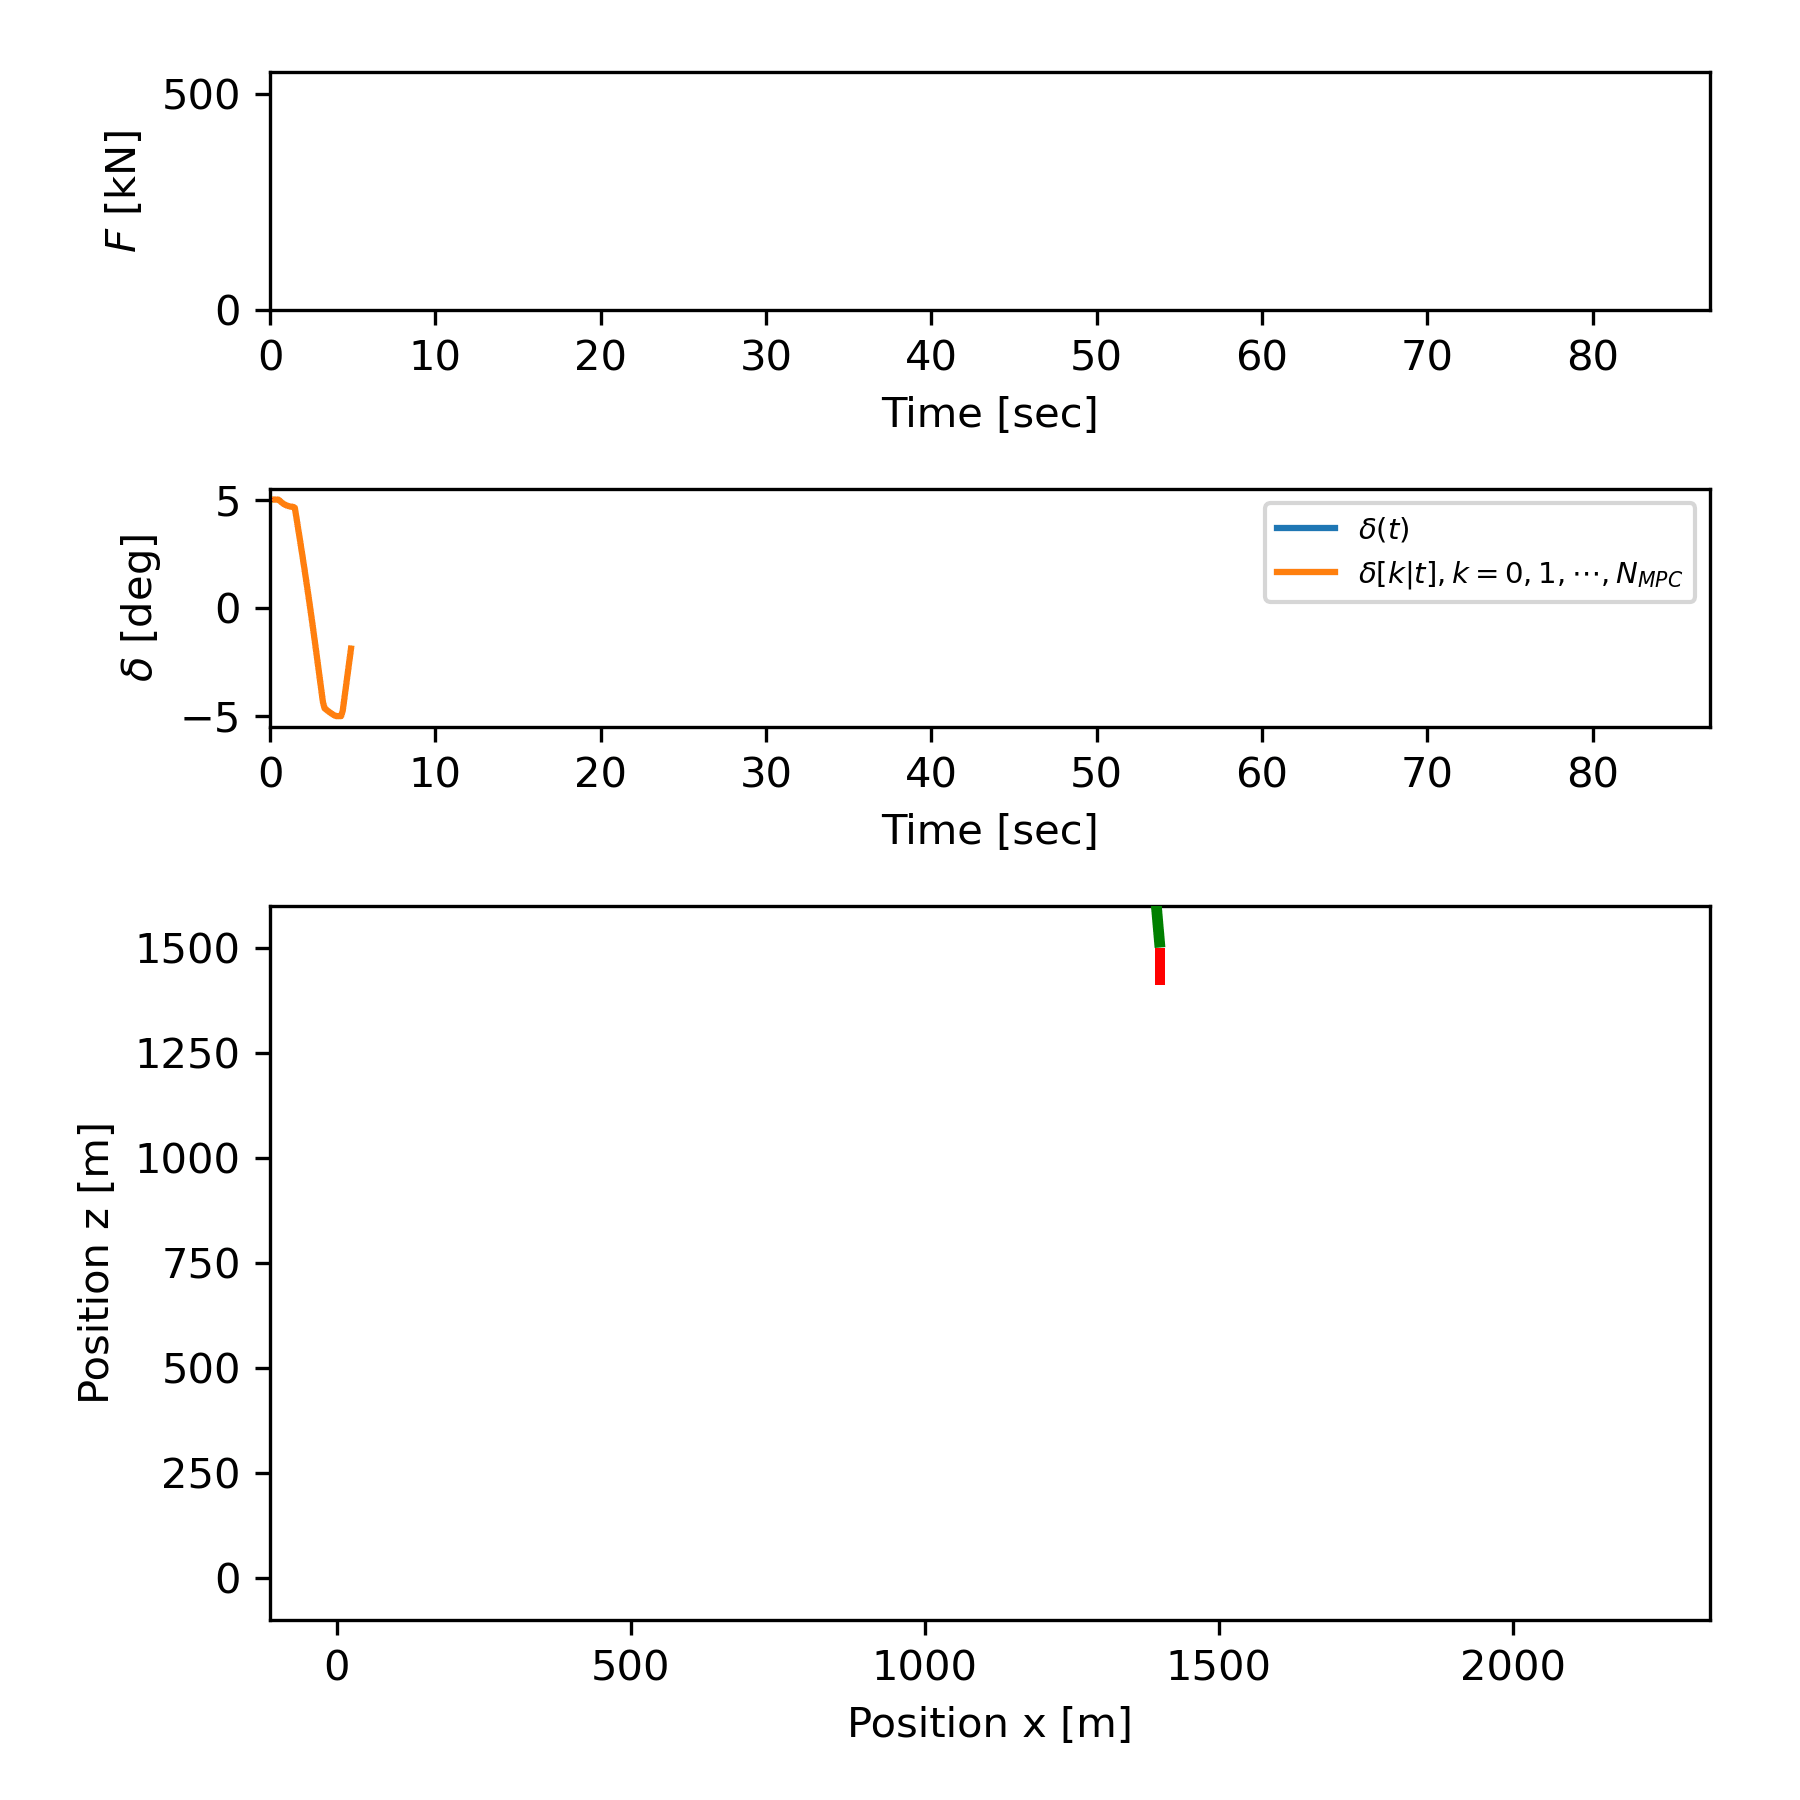 500
F [kN]
0
0 10 20 30 40 50 60 70 80
Time [sec]
5
δ(t)
δ[k|t], k = 0, 1, ⋯, N_{MPC}
δ [deg]
0
−5
0 10 20 30 40 50 60 70 80
Time [sec]
1500
1250
1000
Position z [m]
750
500
250
0
0 500 1000 1500 2000
Position x [m]